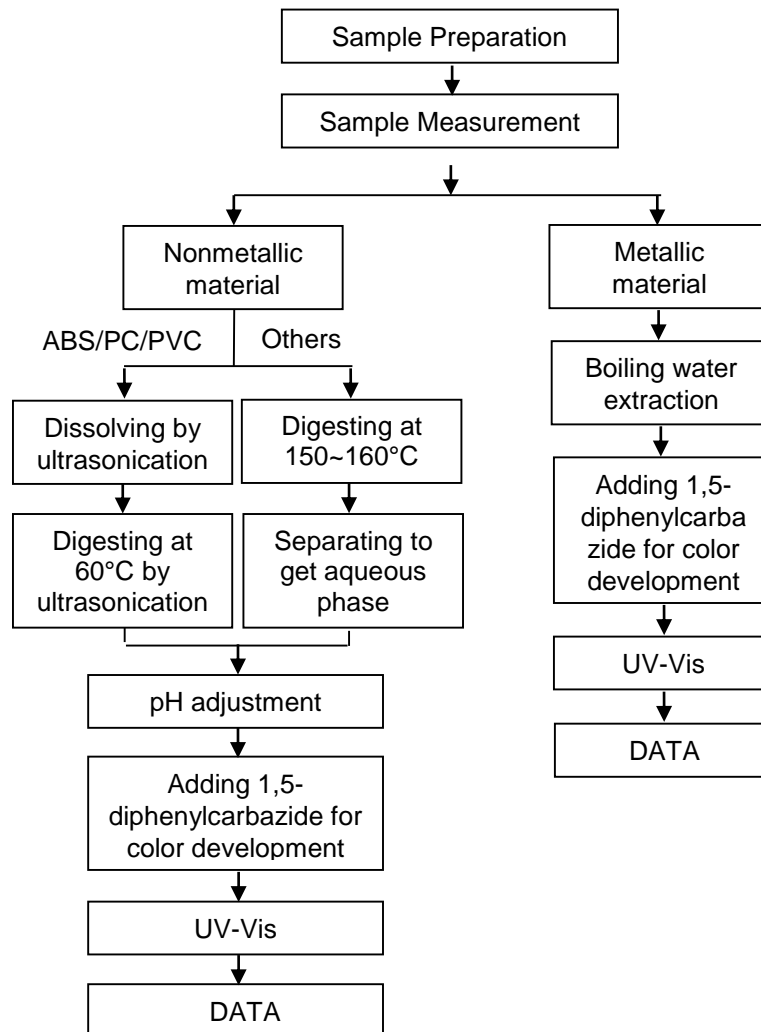 Sample Preparation
Sample Measurement
Nonmetallic
material
Metallic
material
ABS/PC/PVC
Others
Boiling water
extraction
Dissolving by
ultrasonication
Digesting at
150~160°C
Adding 1,5-
diphenylcarba
zide for color
development
Digesting at
60°C by
ultrasonication
Separating to
get aqueous
phase
UV-Vis
pH adjustment
DATA
Adding 1,5-
diphenylcarbazide for
color development
UV-Vis
DATA